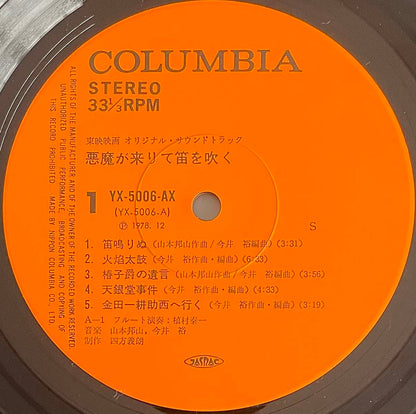 COLUMBIA
STEREO
33⅓RPM
東映映画 オリジナル・サウンドトラック
悪魔が来りて笛を吹く
1
YX-5006-AX
(YX-5006-A)
Ⓟ1978. 12
S
1. 笛鳴りぬ (山本邦山作曲/今井 裕編曲) (3:31)
2. 火焔太鼓 (今井 裕作曲・編曲) (6:33)
3. 椿子爵の遺言 (山本邦山作曲/今井 裕編曲) (3:56)
4. 天銀堂事件 (今井 裕作曲・編曲) (4:33)
5. 金田一耕助西へ行く (今井 裕作曲・編曲) (3:19)
A-1 フルート演奏:植村泰一
音楽 山本邦山, 今井 裕
制作 四方義朗
JASRAC
ALL RIGHTS OF THE MANUFACTURER AND OF THE OWNER OF THE RECORDED WORK RESERVED.
UNAUTHORIZED PUBLIC PERFORMANCE, BROADCASTING AND COPYING OF
THIS RECORD PROHIBITED MADE BY NIPPON COLUMBIA CO. LTD.